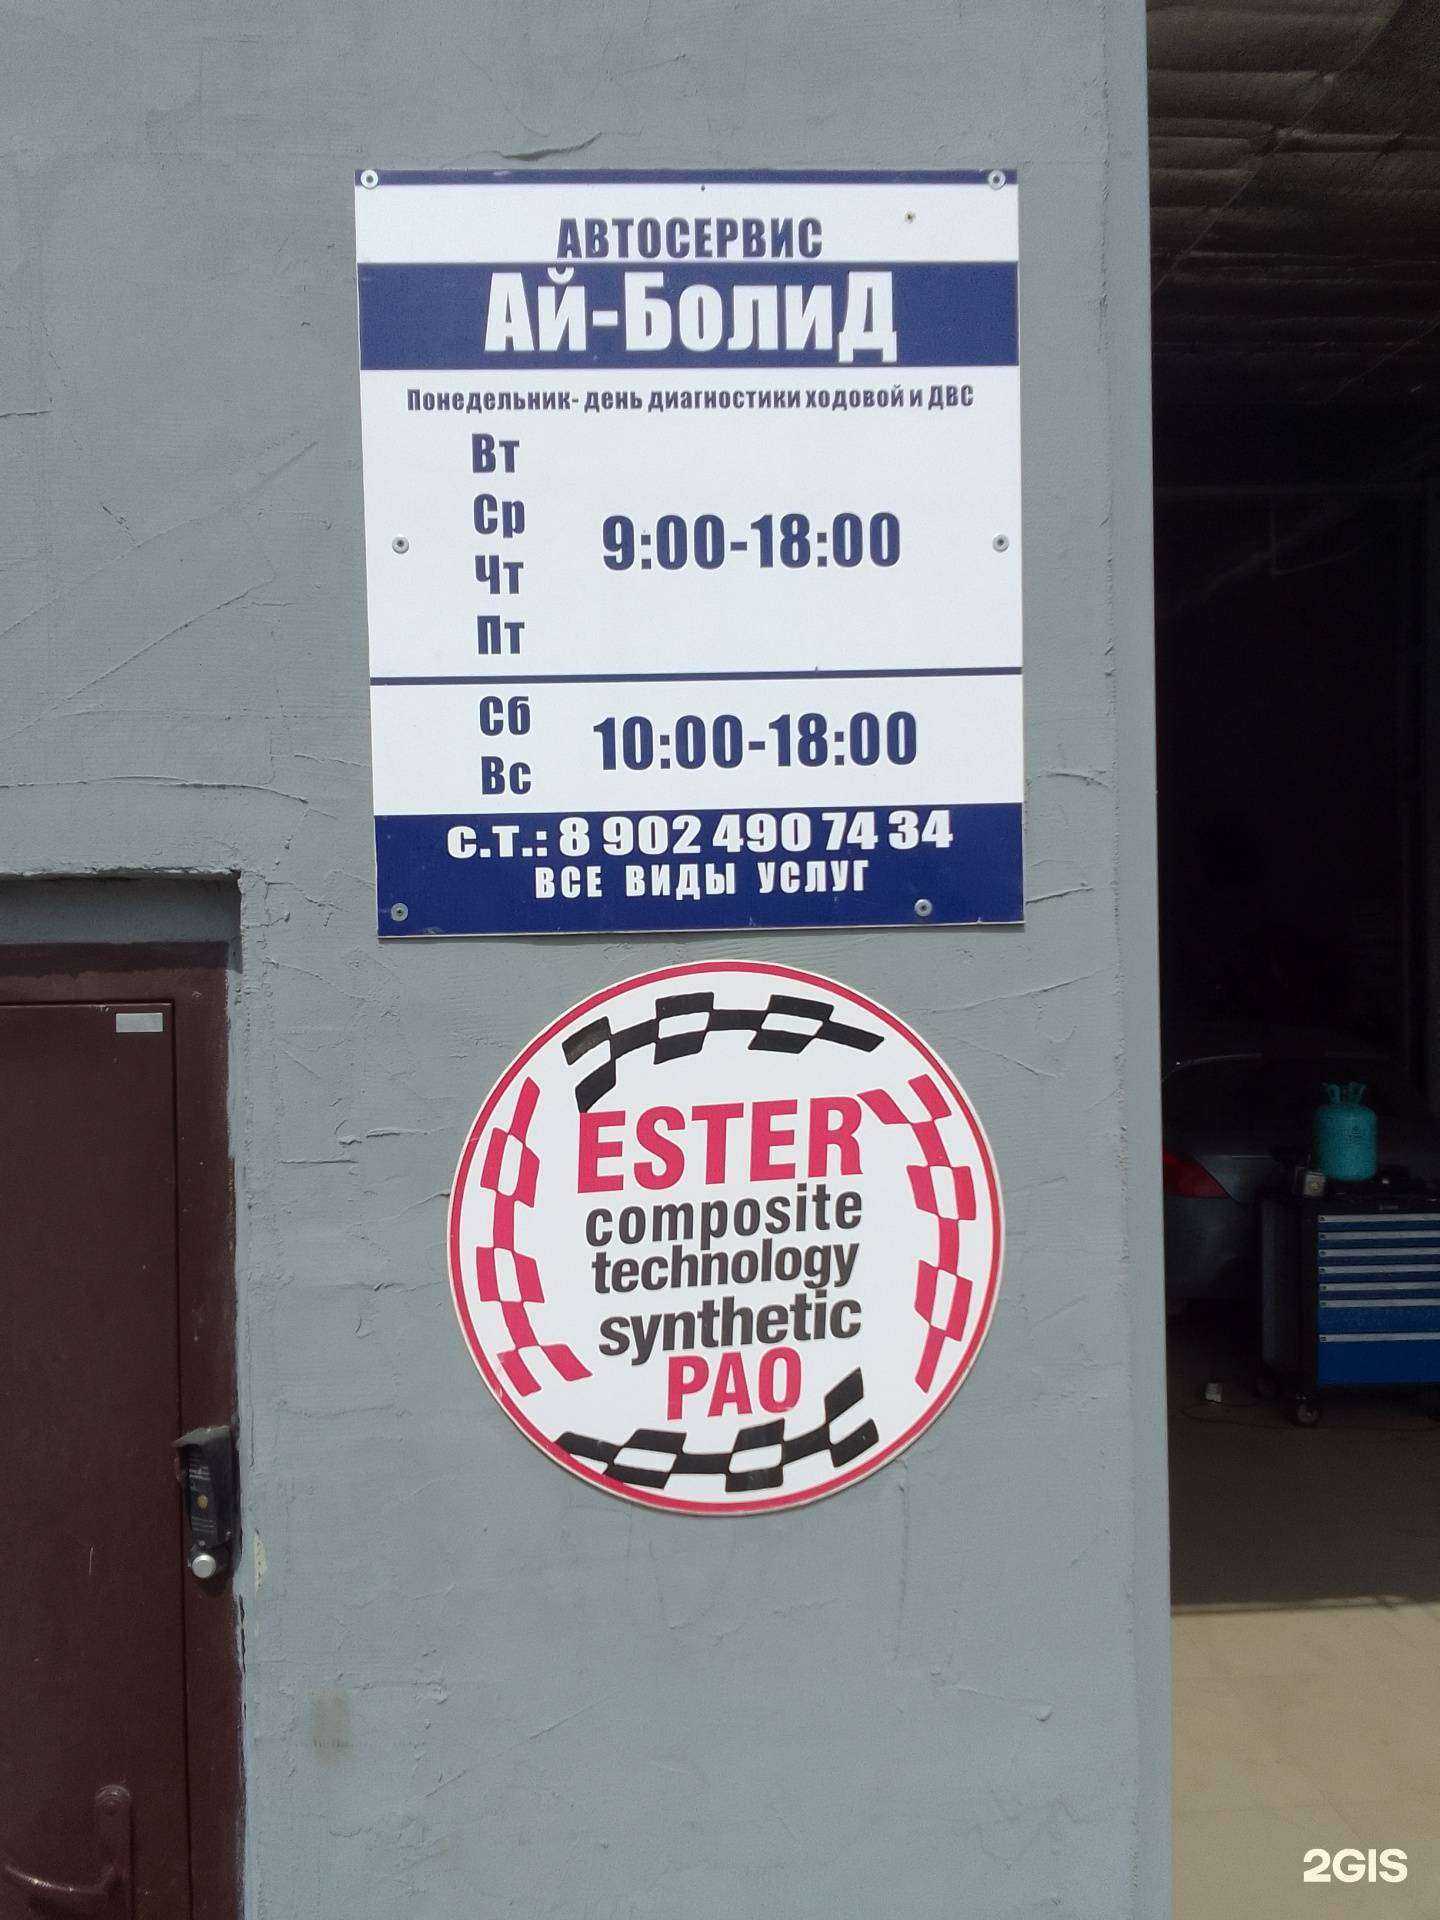 АВТОСЕРВИС
Ай-БолиД
Понедельник- день диагностики ходовой и ДВС
Вт
Ср
Чт
Пт
9:00-18:00
Сб
Вс
10:00-18:00
с.т.: 8 902 490 74 34
ВСЕ ВИДЫ УСЛУГ
ESTER
composite
technology
synthetic
PAO
2GIS